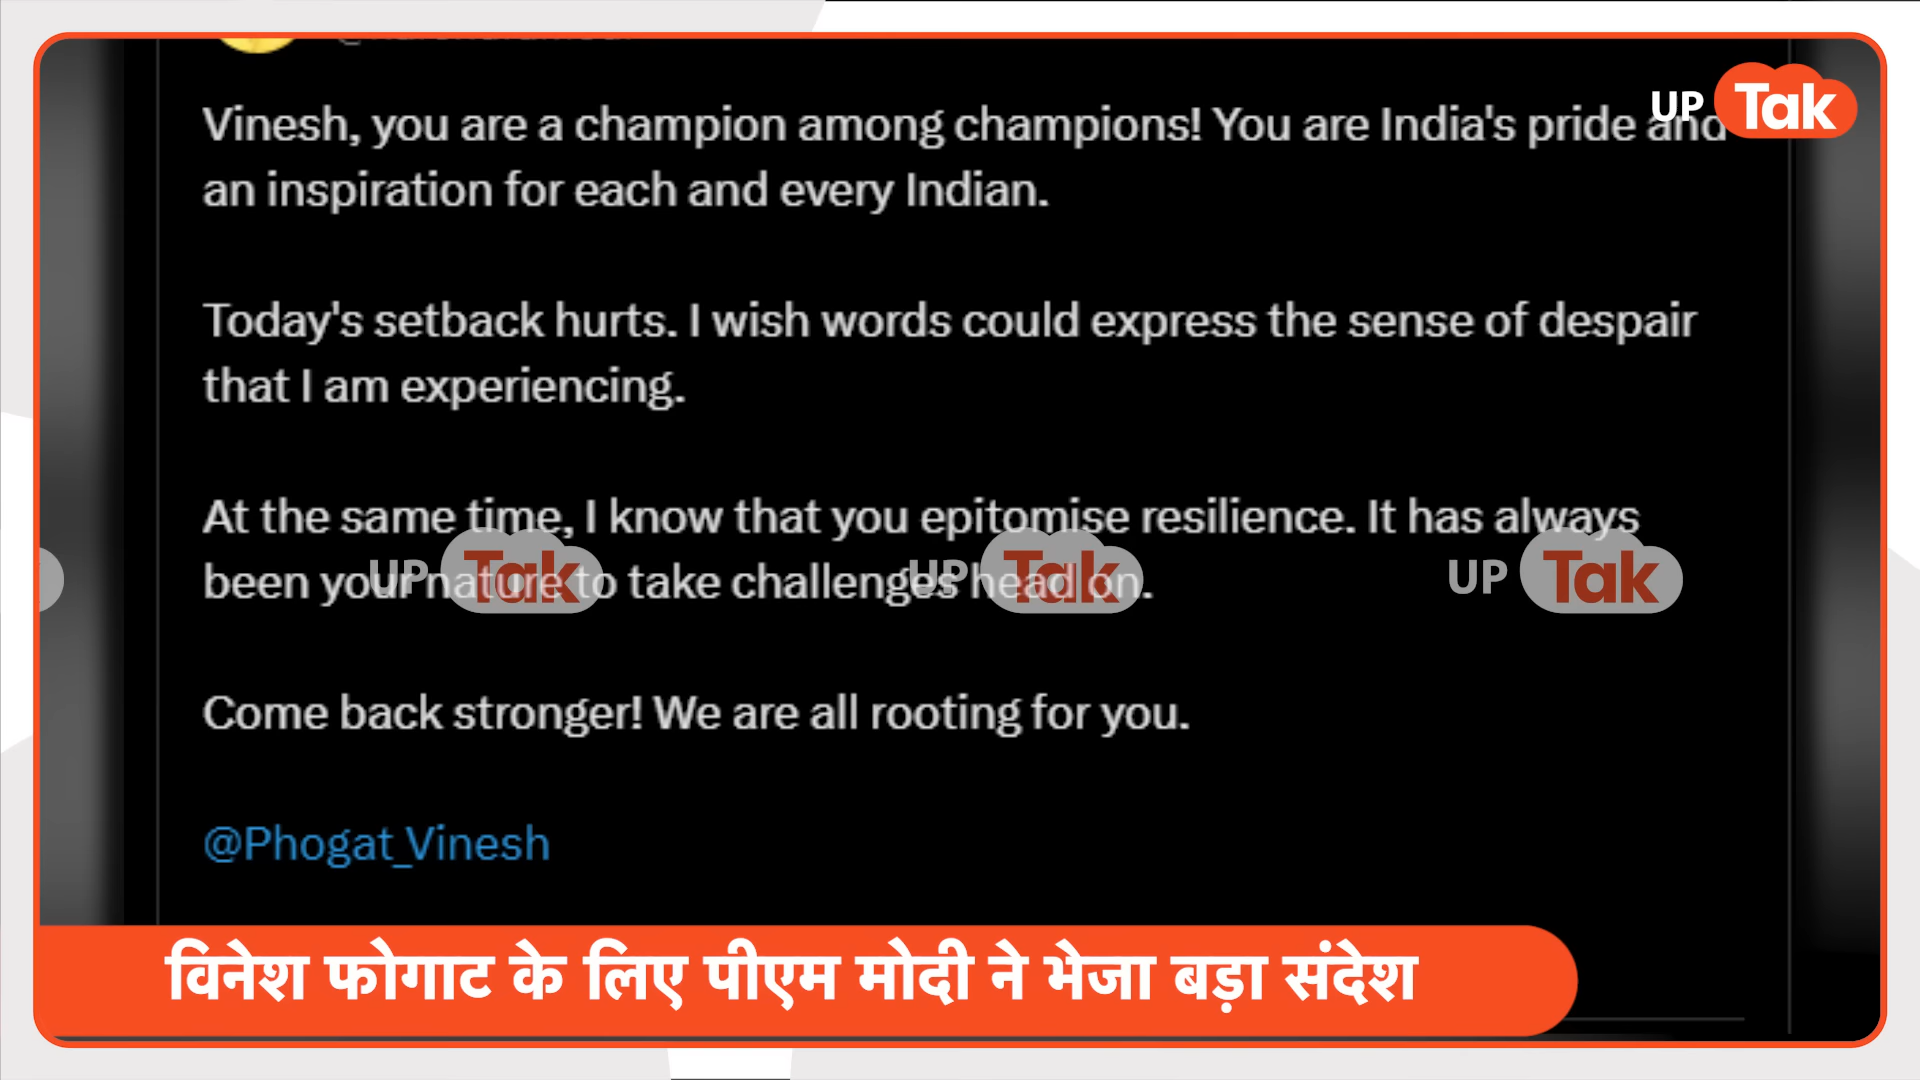 UP Tak
Vinesh, you are a champion among champions! You are India's pride and
an inspiration for each and every Indian.
Today's setback hurts. I wish words could express the sense of despair
that I am experiencing.
At the same time, I know that you epitomise resilience. It has always
been your nature to take challenges head on.
UP Tak UP Tak UP Tak
Come back stronger! We are all rooting for you.
@Phogat_Vinesh
विनेश फोगाट के लिए पीएम मोदी ने भेजा बड़ा संदेश